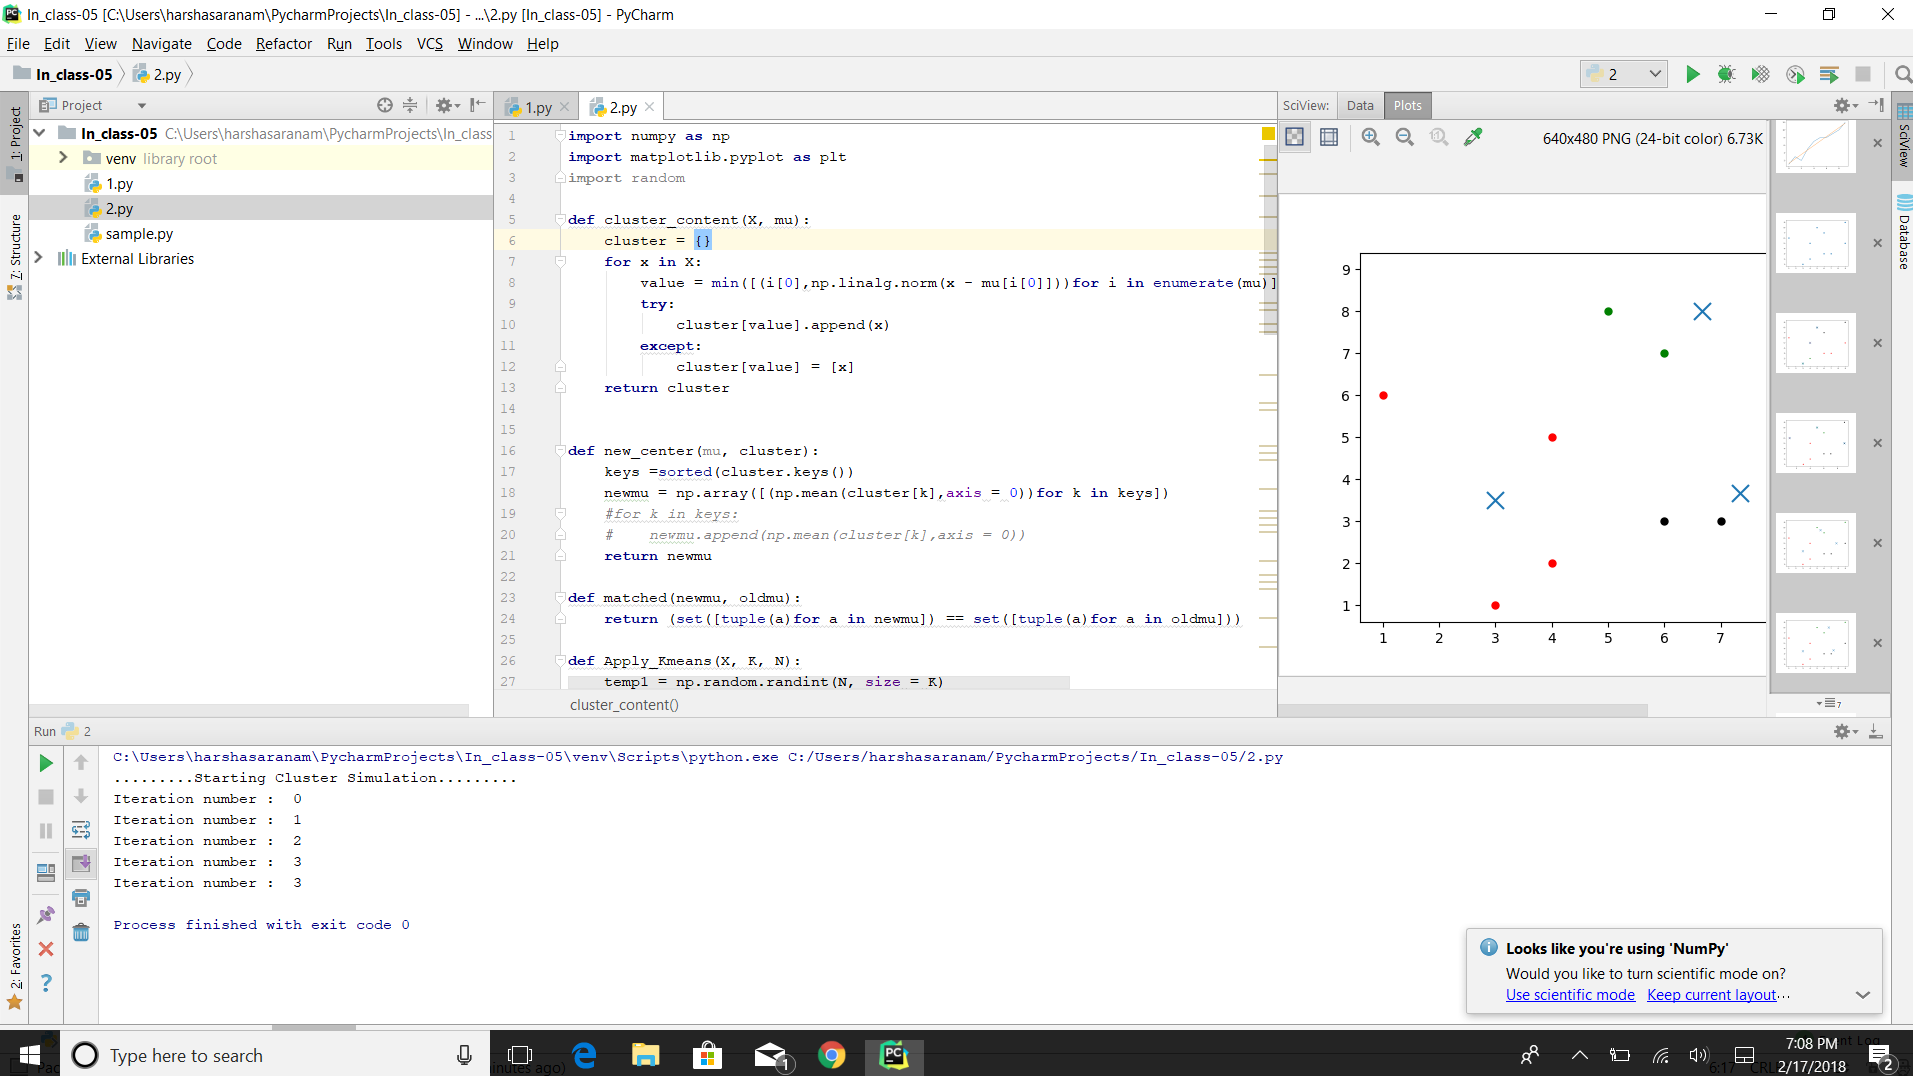 In_class-05 [C:\Users\harshasaranam\PycharmProjects\In_class-05] - ...\2.py [In_class-05] - PyCharm
File Edit View Navigate Code Refactor Run Tools VCS Window Help
In_class-05 2.py 2
Project 1.py 2.py SciView: Data Plots
1: Project
7: Structure
2: Favorites
SciView
Database
In_class-05 C:\Users\harshasaranam\PycharmProjects\In_class
venv library root
1.py
2.py
sample.py
External Libraries
1 import numpy as np
2 import matplotlib.pyplot as plt
3 import random
4
5 def cluster_content(X, mu):
6 cluster = {}
7 for x in X:
8 value = min([(i[0],np.linalg.norm(x - mu[i[0]]))for i in enumerate(mu)]
9 try:
10 cluster[value].append(x)
11 except:
12 cluster[value] = [x]
13 return cluster
14
15
16 def new_center(mu, cluster):
17 keys =sorted(cluster.keys())
18 newmu = np.array([(np.mean(cluster[k],axis = 0))for k in keys])
19 #for k in keys:
20 #    newmu.append(np.mean(cluster[k],axis = 0))
21 return newmu
22
23 def matched(newmu, oldmu):
24 return (set([tuple(a)for a in newmu]) == set([tuple(a)for a in oldmu]))
25
26 def Apply_Kmeans(X, K, N):
27 temp1 = np.random.randint(N, size = K)
cluster_content()
640x480 PNG (24-bit color) 6.73K
9
8
7
6
5
4
3
2
1
1 2 3 4 5 6 7
7
Run 2
C:\Users\harshasaranam\PycharmProjects\In_class-05\venv\Scripts\python.exe C:/Users/harshasaranam/PycharmProjects/In_class-05/2.py
.........Starting Cluster Simulation.........
Iteration number :  0
Iteration number :  1
Iteration number :  2
Iteration number :  3
Iteration number :  3
Process finished with exit code 0
Looks like you're using 'NumPy'
Would you like to turn scientific mode on?
Use scientific mode Keep current layout...
Type here to search
1
PC
7:08 PM
2/17/2018
2